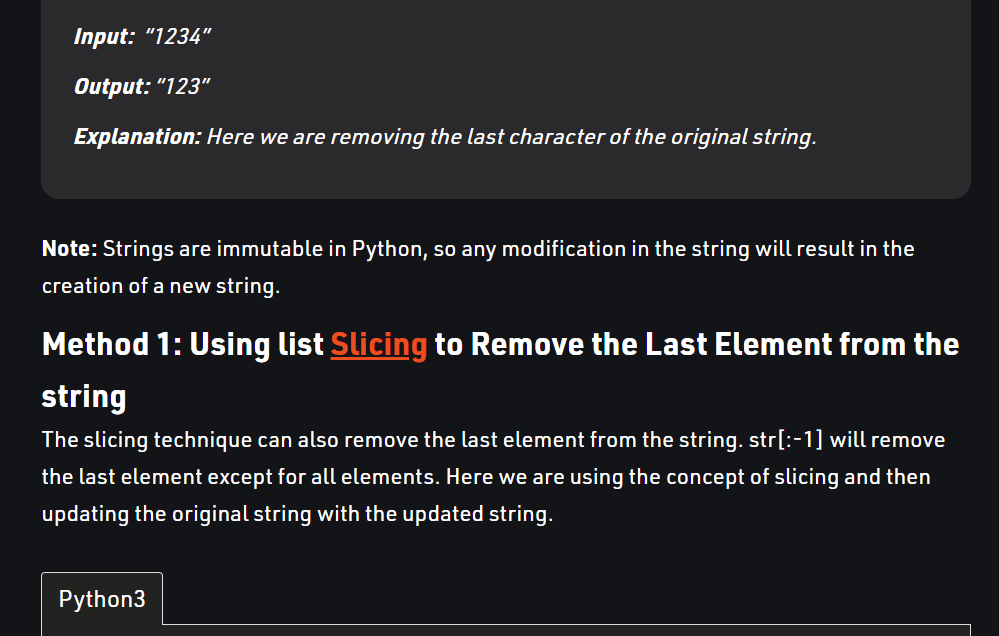 Input: “1234”
Output: “123”
Explanation: Here we are removing the last character of the original string.
Note: Strings are immutable in Python, so any modification in the string will result in the
creation of a new string.
Method 1: Using list Slicing to Remove the Last Element from the
string
The slicing technique can also remove the last element from the string. str[:-1] will remove
the last element except for all elements. Here we are using the concept of slicing and then
updating the original string with the updated string.
Python3